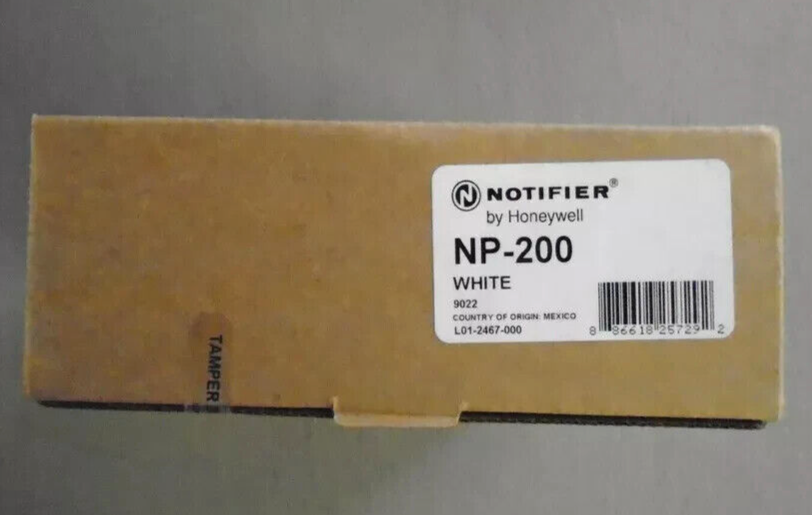 NOTIFIER®
by Honeywell
NP-200
WHITE
9022
COUNTRY OF ORIGIN: MEXICO
L01-2467-000
8 86618 25729 2
TAMPER